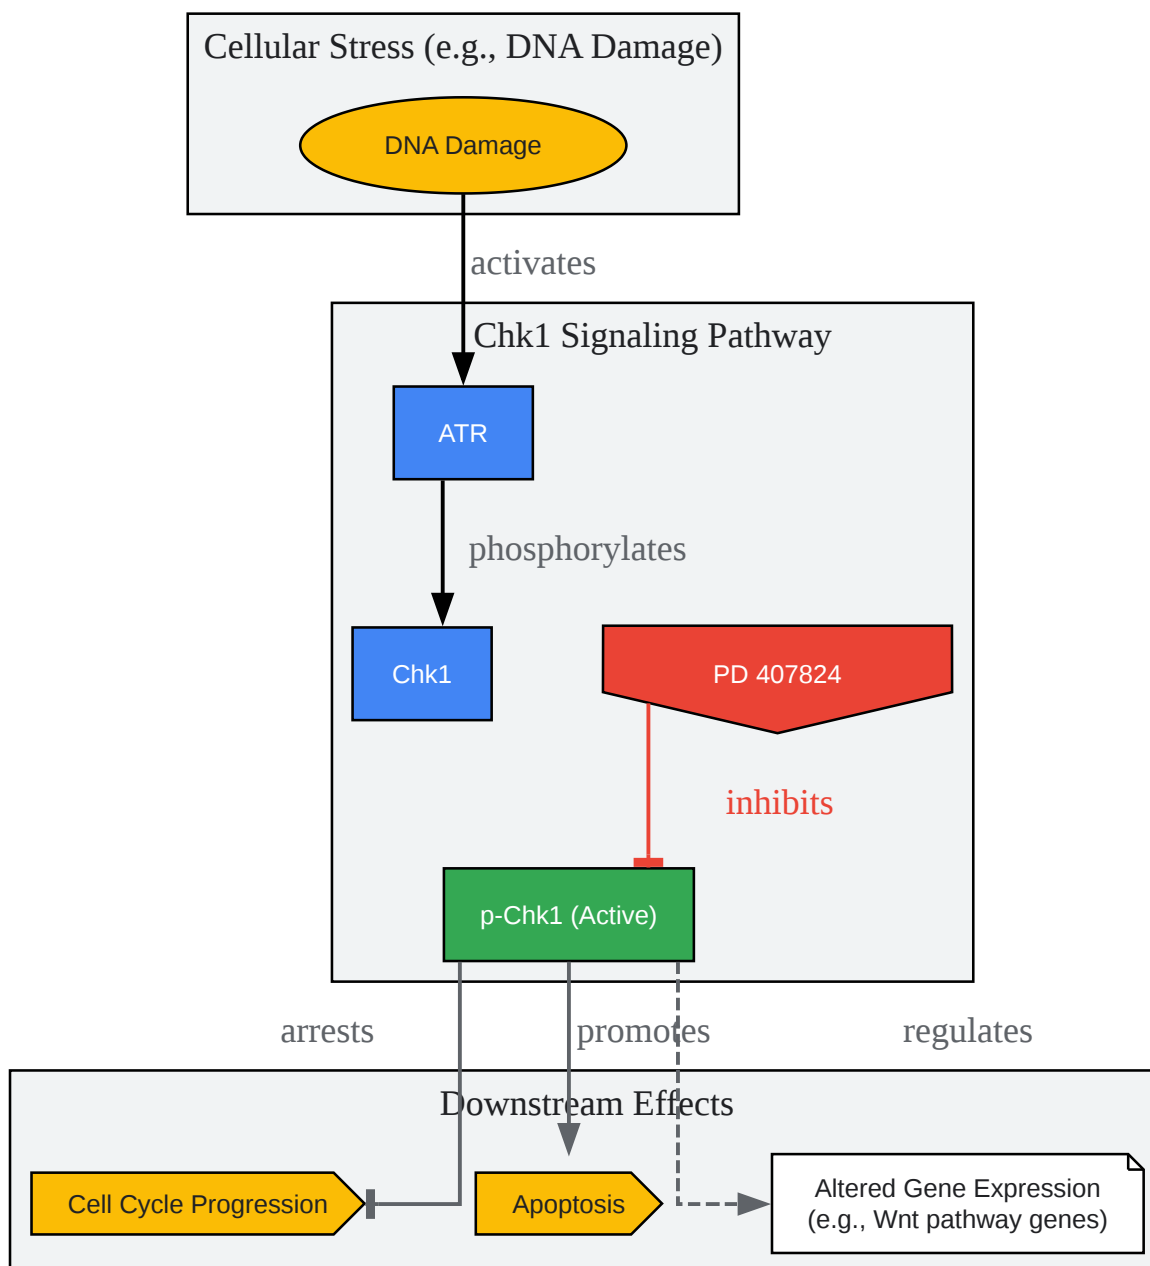 Cellular Stress (e.g., DNA Damage)
DNA Damage
activates
Chk1 Signaling Pathway
ATR
phosphorylates
Chk1
PD 407824
inhibits
p-Chk1 (Active)
arrests
promotes
regulates
Downstream Effects
Cell Cycle Progression
Apoptosis
Altered Gene Expression
(e.g., Wnt pathway genes)